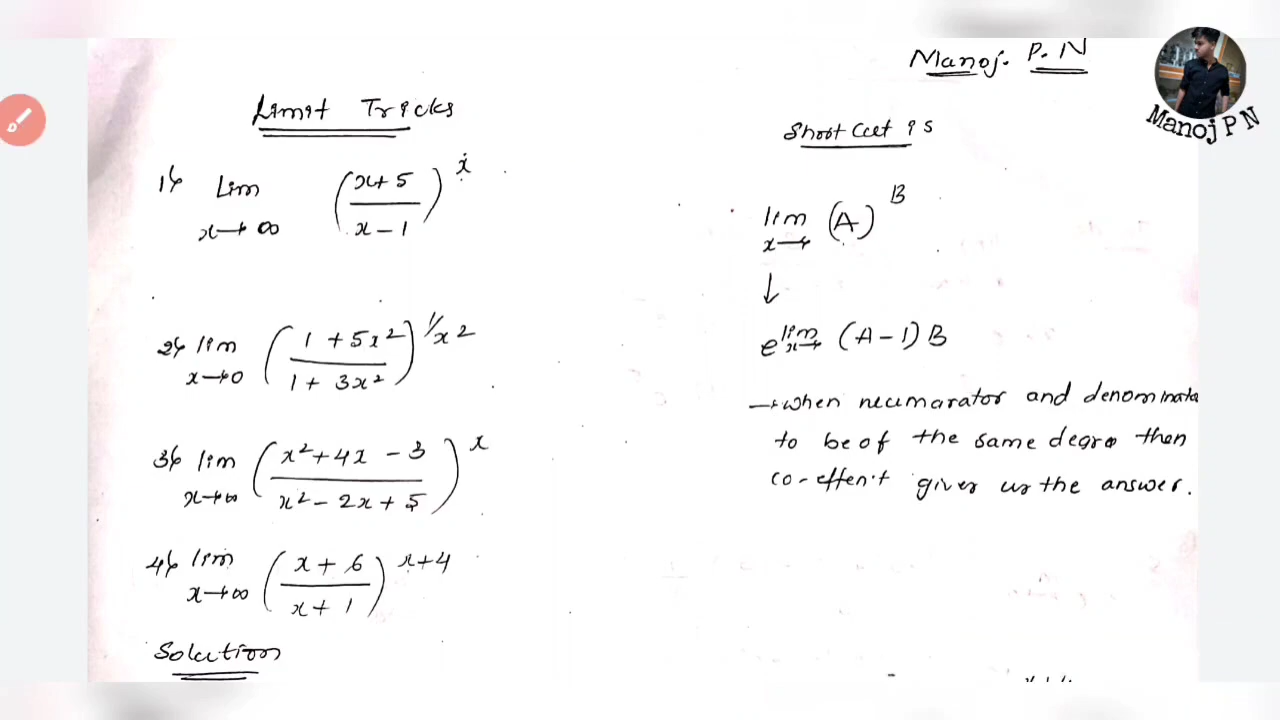 Manoj. P. N
Manoj P N
Limit Tricks
Short Cut is
1) Lim x→∞ ((x+5)/(x-1))^x
lim x→ (A)^B
↓
2) lim x→0 ((1+5x²)/(1+3x²))^1/x2
e^lim x→ (A-1)B
→ when neumarator and denominato
to be of the same degre then
co-effent gives us the answer.
3) lim x→∞ ((x²+4x-3)/(x²-2x+5))^x
4) lim x→∞ ((x+6)/(x+1))^x+4
Solution